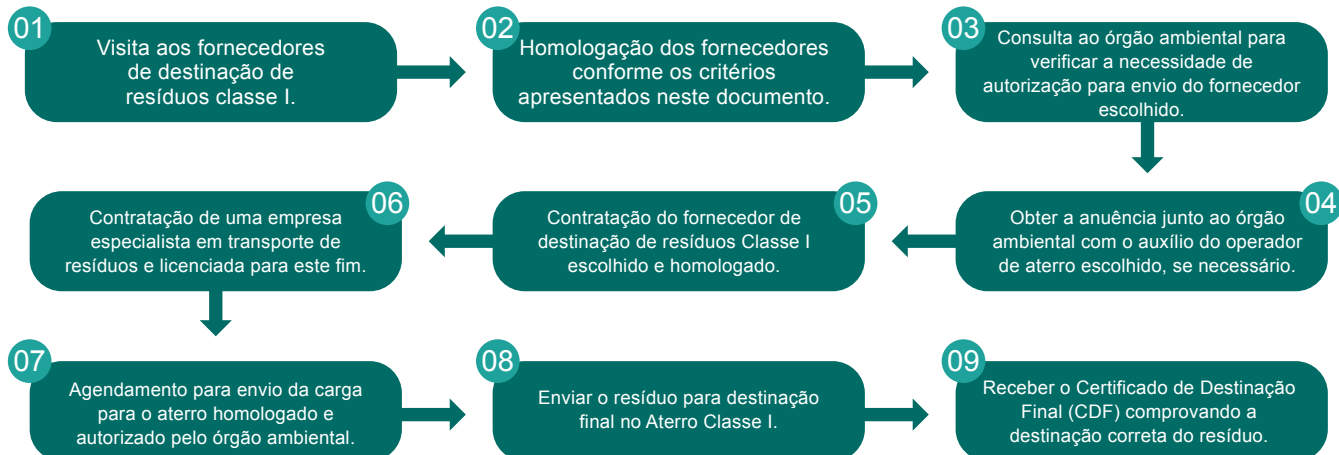 01
Visita aos fornecedores
de destinação de
resíduos classe I.
02
Homologação dos fornecedores
conforme os critérios
apresentados neste documento.
03
Consulta ao órgão ambiental para
verificar a necessidade de
autorização para envio do fornecedor
escolhido.
04
Obter a anuência junto ao órgão
ambiental com o auxílio do operador
de aterro escolhido, se necessário.
05
Contratação do fornecedor de
destinação de resíduos Classe I
escolhido e homologado.
06
Contratação de uma empresa
especialista em transporte de
resíduos e licenciada para este fim.
07
Agendamento para envio da carga
para o aterro homologado e
autorizado pelo órgão ambiental.
08
Enviar o resíduo para destinação
final no Aterro Classe I.
09
Receber o Certificado de Destinação
Final (CDF) comprovando a
destinação correta do resíduo.